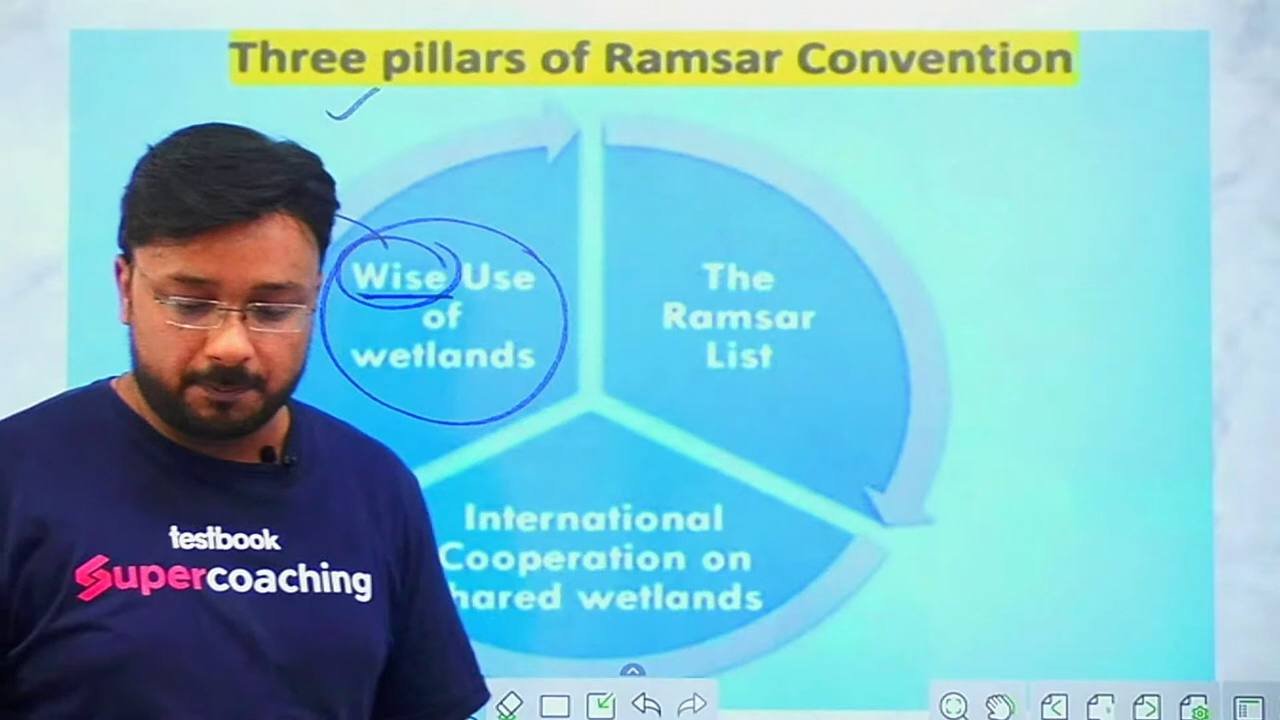 Three pillars of Ramsar Convention
Wise Use
of
wetlands
The
Ramsar
List
International
Cooperation on
hared wetlands
testbook
Supercoaching